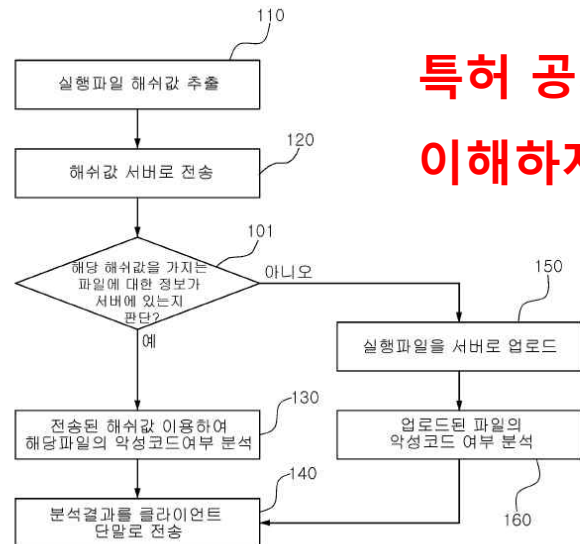 110
실행파일 해쉬값 추출
특허 공
120
해쉬값 서버로 전송
이해하자
101
해당 해쉬값을 가지는
파일에 대한 정보가
서버에 있는지
판단?
아니오
예
150
실행파일을 서버로 업로드
130
전송된 해쉬값 이용하여
해당파일의 악성코드여부 분석
업로드된 파일의
악성코드 여부 분석
140
분석결과를 클라이언트
단말로 전송
160